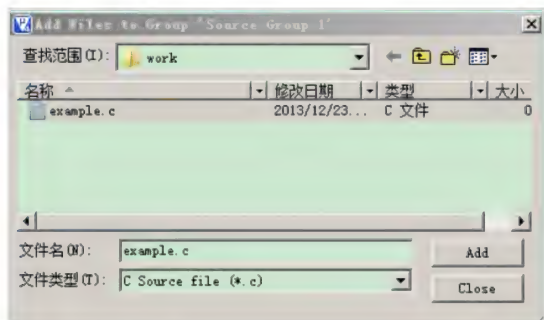 Add Files to Group 'Source Group 1'
查找范围(I): work
名称 修改日期 类型 大小
example.c 2013/12/23... C 文件 0
文件名(N): example.c Add
文件类型(T): C Source file (*.c) Close